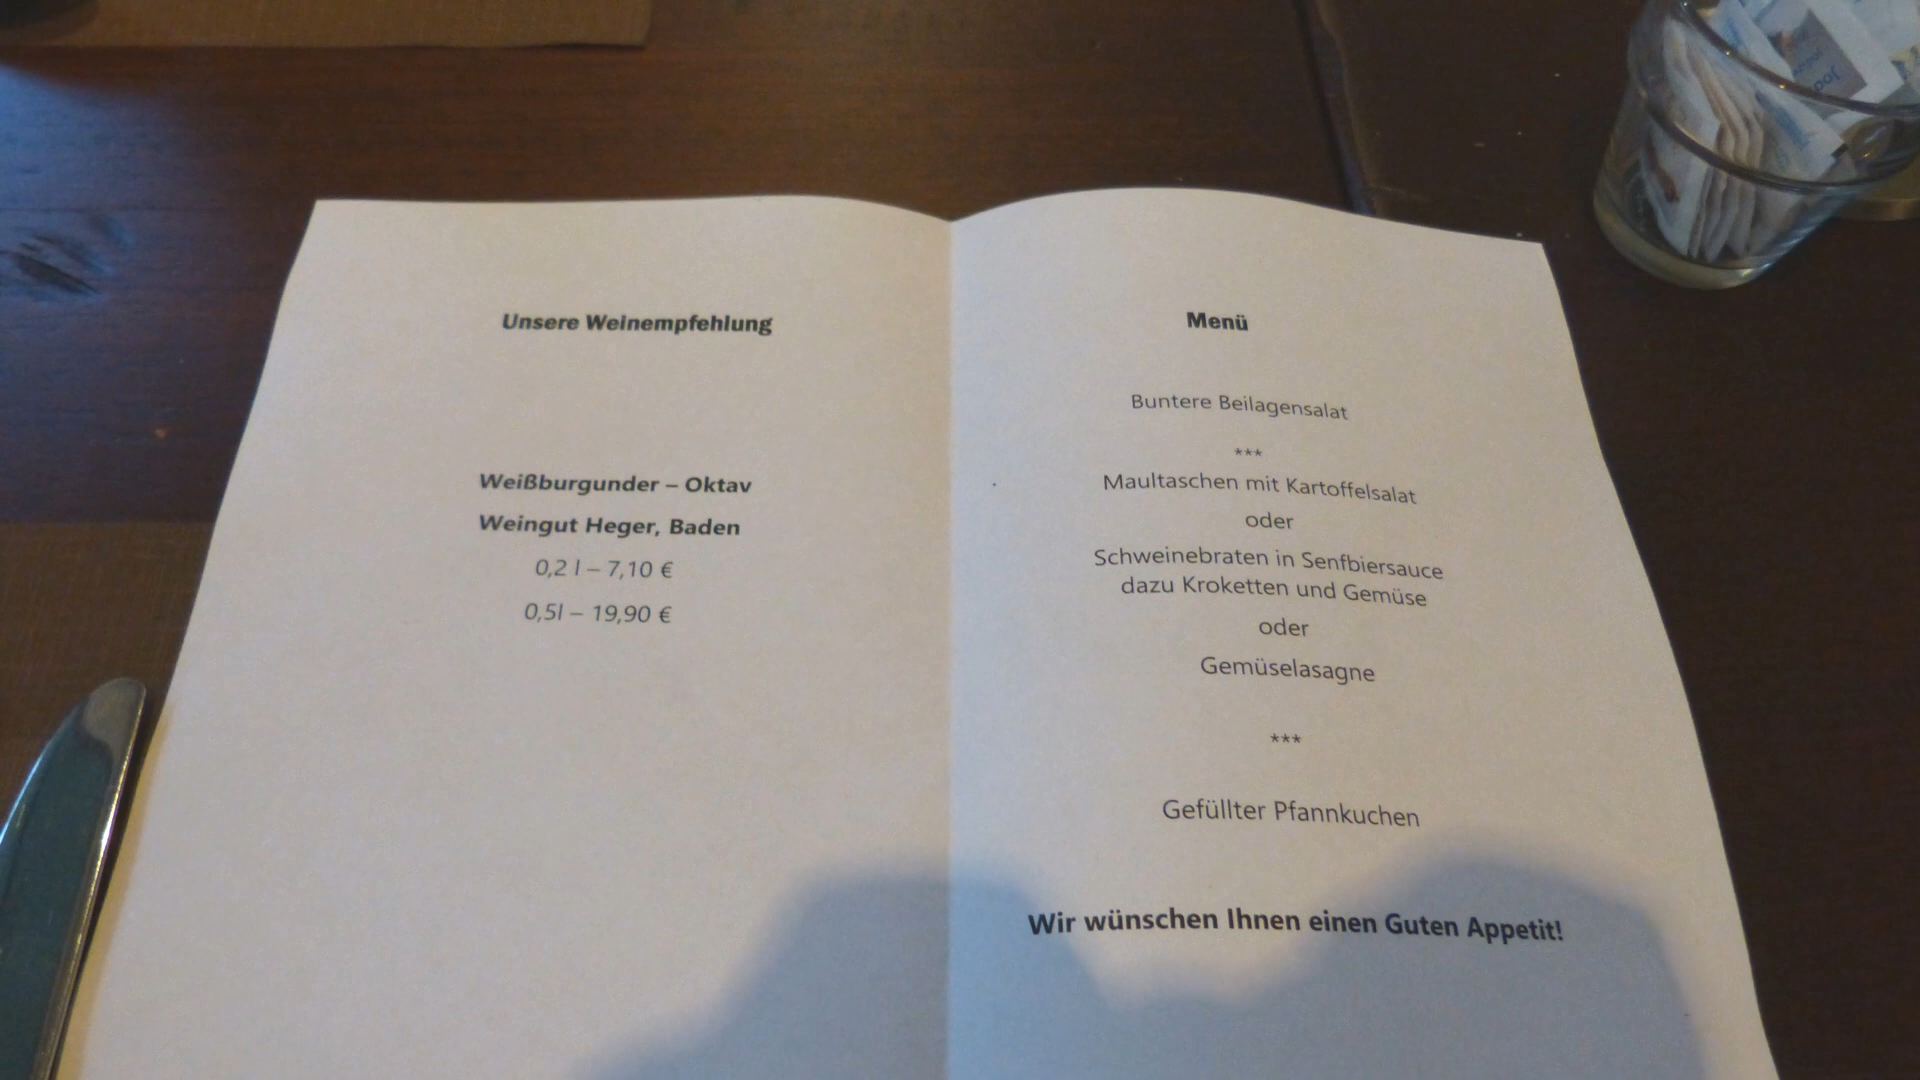 Unsere Weinempfehlung
Weißburgunder – Oktav
Weingut Heger, Baden
0,2 l – 7,10 €
0,5l – 19,90 €
Menü
Buntere Beilagensalat
***
Maultaschen mit Kartoffelsalat
oder
Schweinebraten in Senfbiersauce
dazu Kroketten und Gemüse
oder
Gemüselasagne
***
Gefüllter Pfannkuchen
Wir wünschen Ihnen einen Guten Appetit!